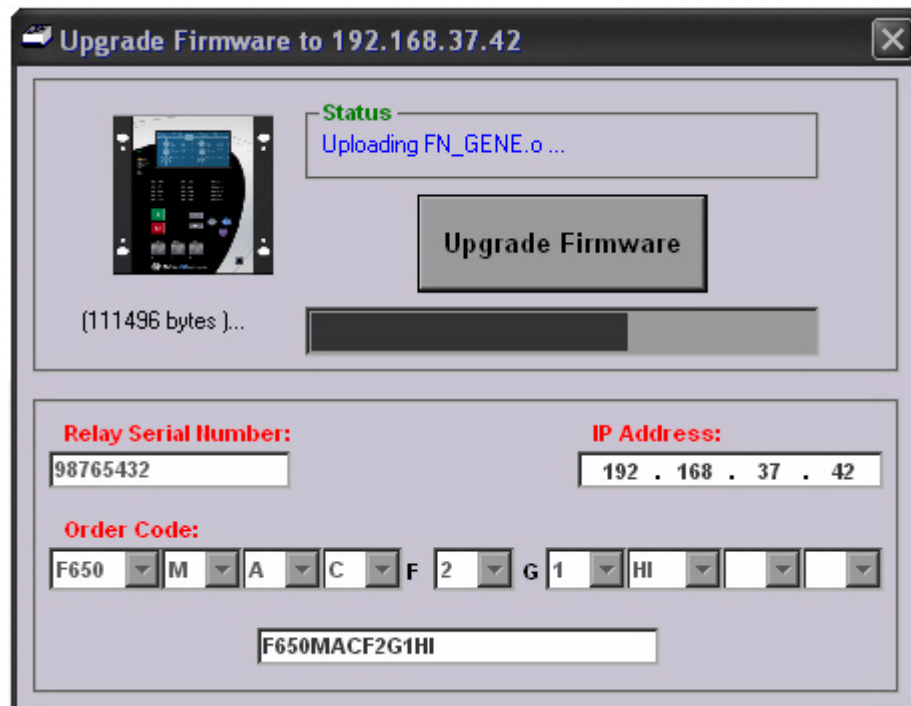 Upgrade Firmware to 192.168.37.42
Status
Uploading FN_GENE.o ...
Upgrade Firmware
(111496 bytes )...
Relay Serial Number:
IP Address:
98765432
192 . 168 . 37 . 42
Order Code:
F650 M A C F 2 G 1 HI
F650MACF2G1HI